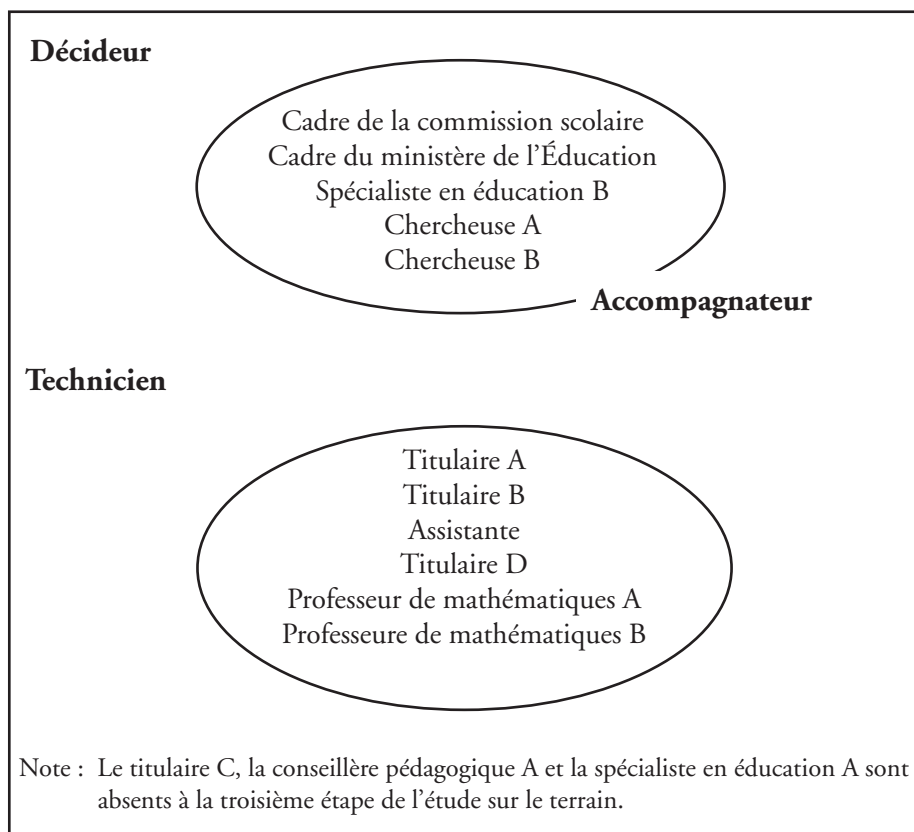 Décideur
Cadre de la commission scolaire
Cadre du ministère de l’Éducation
Spécialiste en éducation B
Chercheuse A
Chercheuse B
Accompagnateur
Technicien
Titulaire A
Titulaire B
Assistante
Titulaire D
Professeur de mathématiques A
Professeure de mathématiques B
Note : Le titulaire C, la conseillère pédagogique A et la spécialiste en éducation A sont
absents à la troisième étape de l’étude sur le terrain.